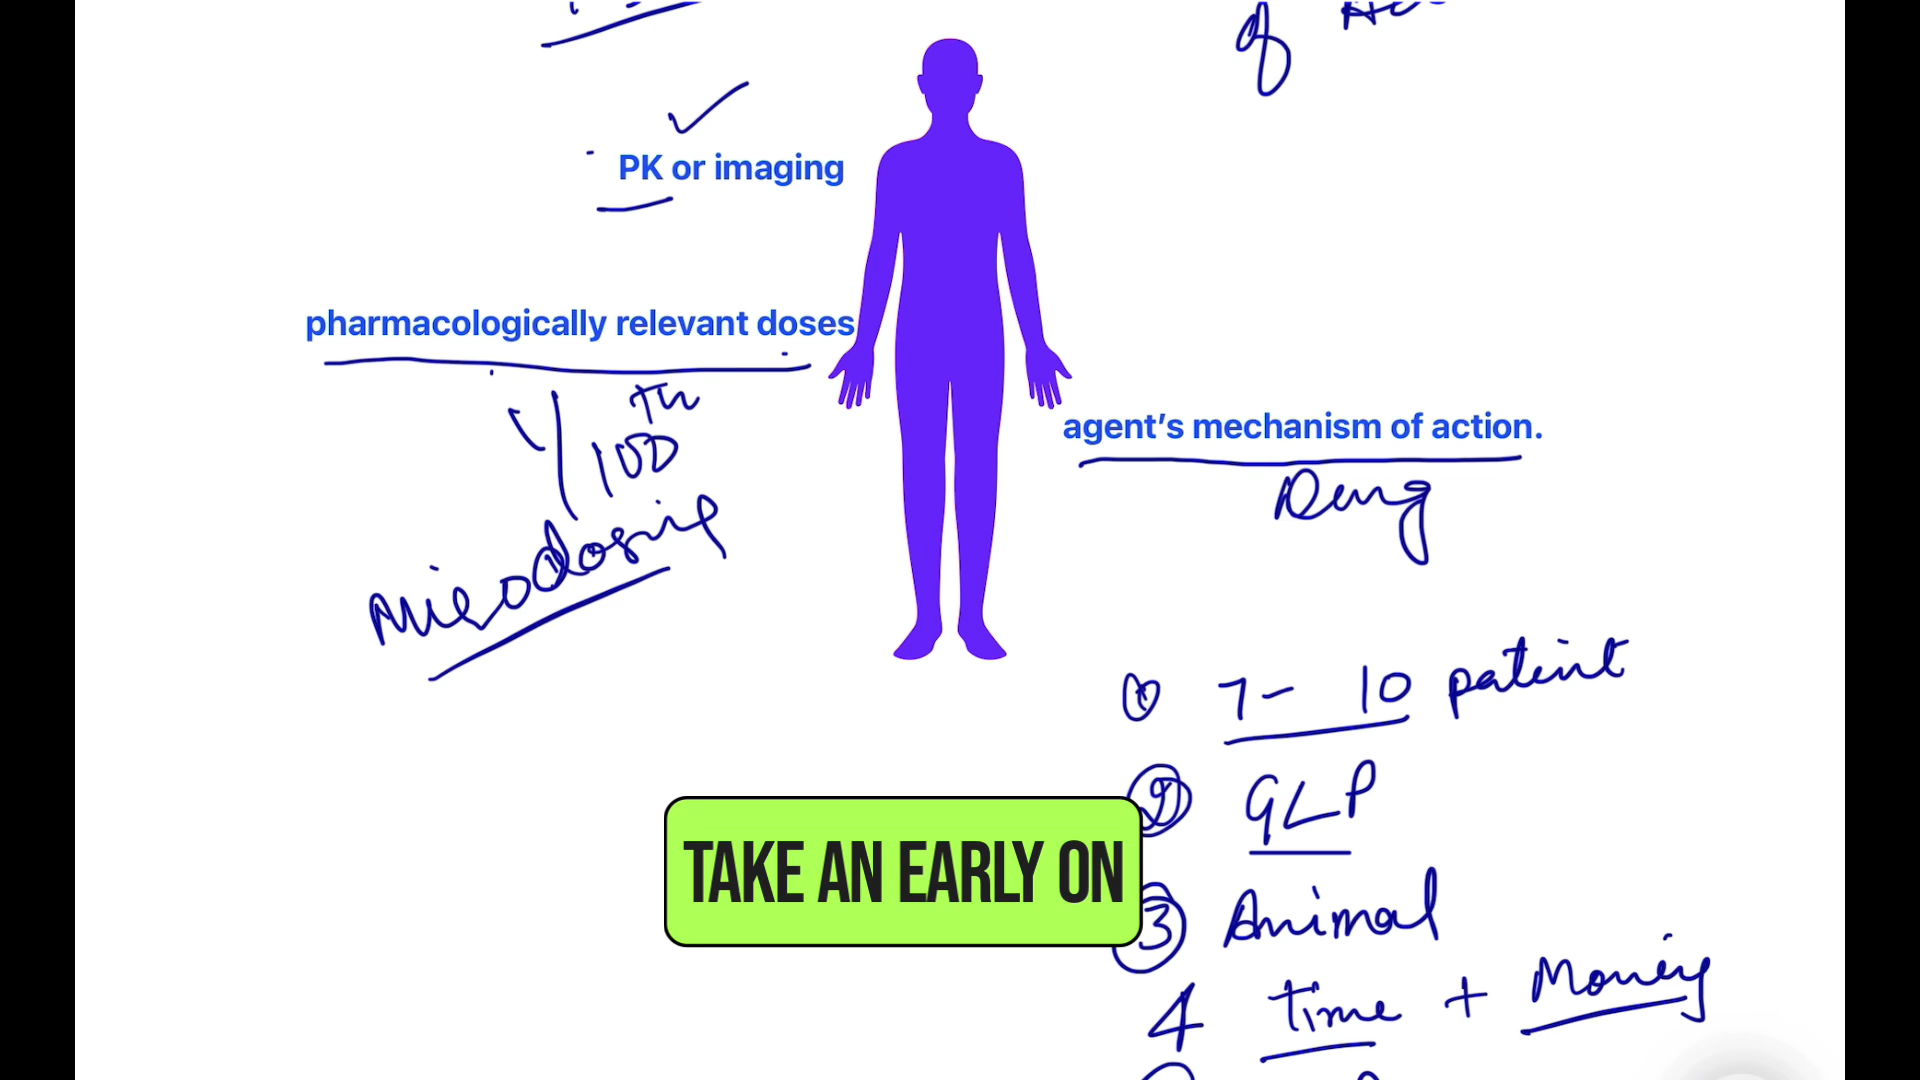 of
PK or imaging
pharmacologically relevant doses
1/100 th
Microdosing
agent’s mechanism of action.
Drug
1 7 - 10 patient
2 GLP
3 Animal
4 time + Money
TAKE AN EARLY ON